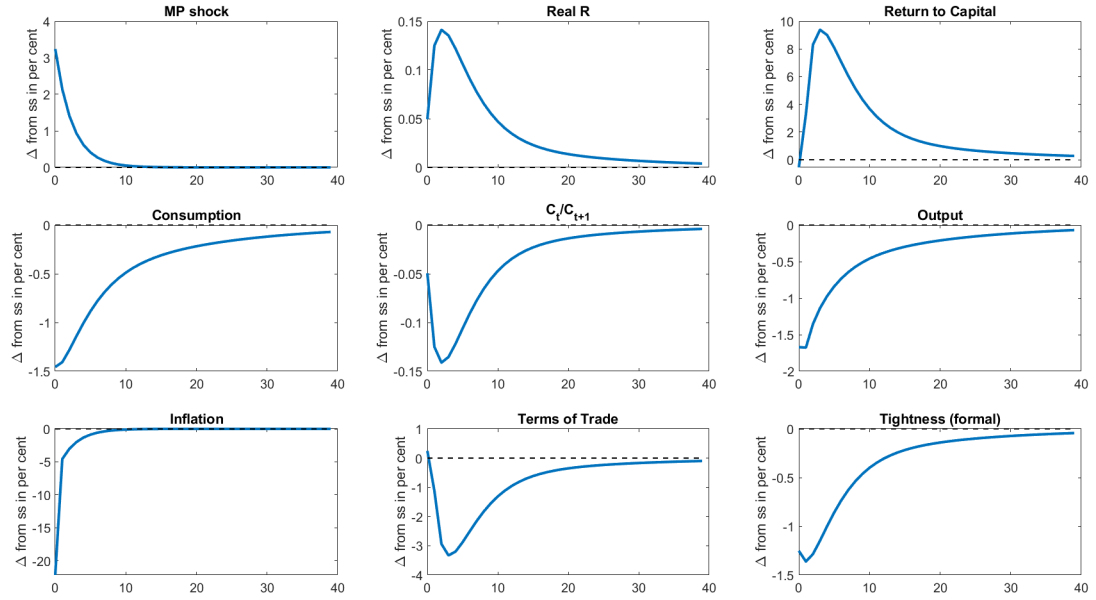 MP shock
Δ from ss in per cent
4
3
2
1
0
0 10 20 30 40
Real R
Δ from ss in per cent
0.15
0.1
0.05
0
0 10 20 30 40
Return to Capital
Δ from ss in per cent
10
8
6
4
2
0
0 10 20 30 40
Consumption
Δ from ss in per cent
0
-0.5
-1
-1.5
0 10 20 30 40
C_t/C_{t+1}
Δ from ss in per cent
0
-0.05
-0.1
-0.15
0 10 20 30 40
Output
Δ from ss in per cent
0
-0.5
-1
-1.5
-2
0 10 20 30 40
Inflation
Δ from ss in per cent
0
-5
-10
-15
-20
0 10 20 30 40
Terms of Trade
Δ from ss in per cent
1
0
-1
-2
-3
-4
0 10 20 30 40
Tightness (formal)
Δ from ss in per cent
0
-0.5
-1
-1.5
0 10 20 30 40